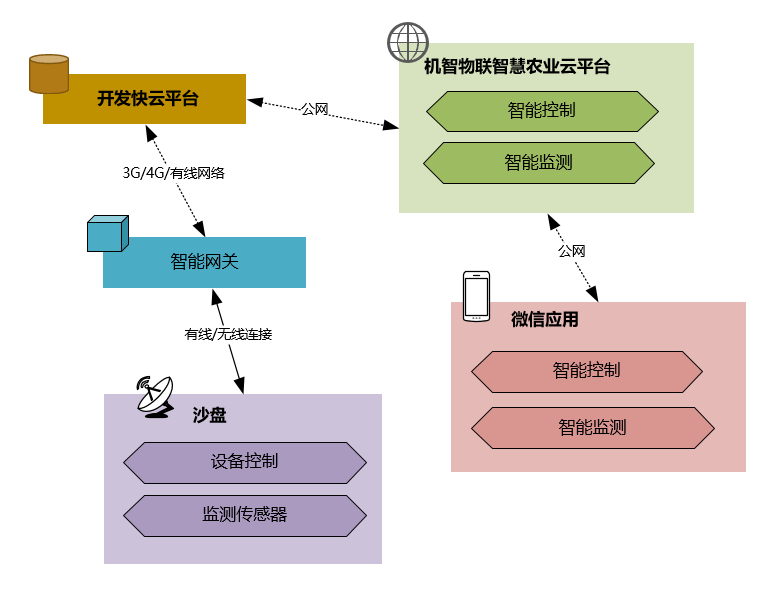 机智物联智慧农业云平台
开发快云平台
智能控制
公网
智能监测
3G/4G/有线网络
智能网关
公网
微信应用
有线/无线连接
智能控制
沙盘
智能监测
设备控制
监测传感器